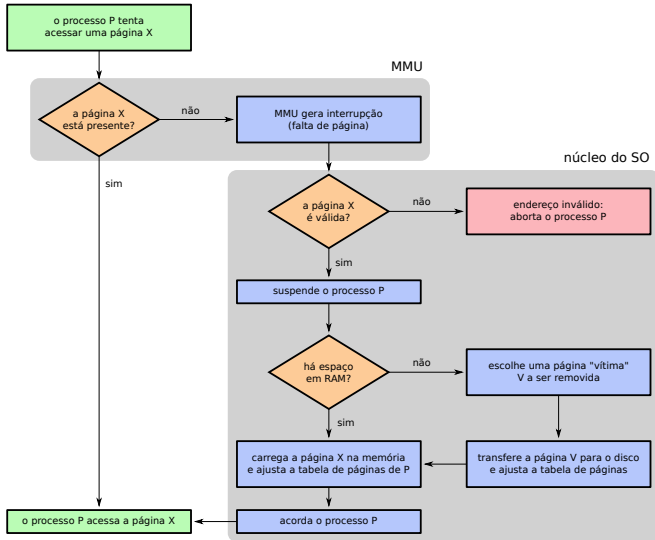 o processo P tenta
acessar uma página X
MMU
a página X
está presente?
não
MMU gera interrupção
(falta de página)
sim
núcleo do SO
a página X
é válida?
não
endereço inválido:
aborta o processo P
sim
suspende o processo P
há espaço
em RAM?
não
escolhe uma página "vítima"
V a ser removida
sim
carrega a página X na memória
e ajusta a tabela de páginas de P
transfere a página V para o disco
e ajusta a tabela de páginas
o processo P acessa a página X
acorda o processo P